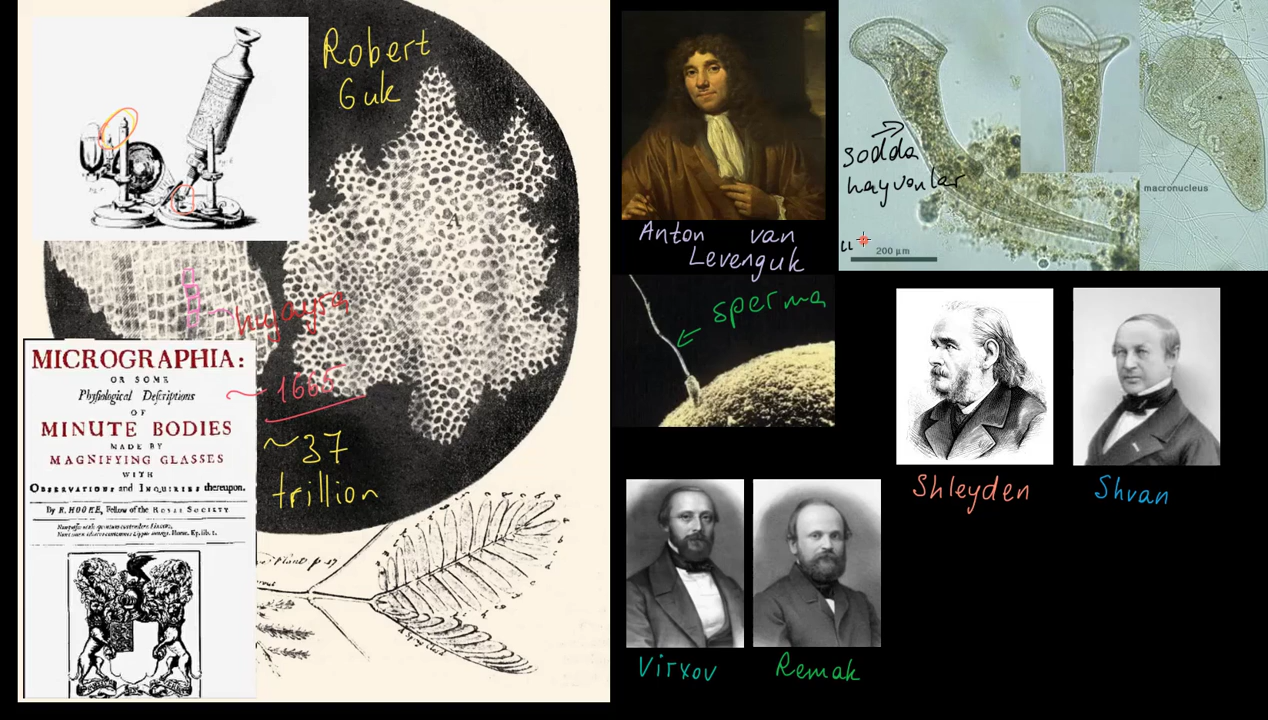 Robert
Guk
hujayra
1665
~37
trillion
MICROGRAPHIA:
OR SOME
Phyſiological Deſcriptions
OF
MINUTE BODIES
MADE BY
MAGNIFYING GLASSES
WITH
OBSERVATIONS and INQUIRIES thereupon.
By R. HOOKE, Fellow of the ROYAL SOCIETY
A
Anton van
Levenguk
sperma
sodda
hayvonlar
200 µm
macronucleus
Shleyden
Shvan
Virxov
Remak